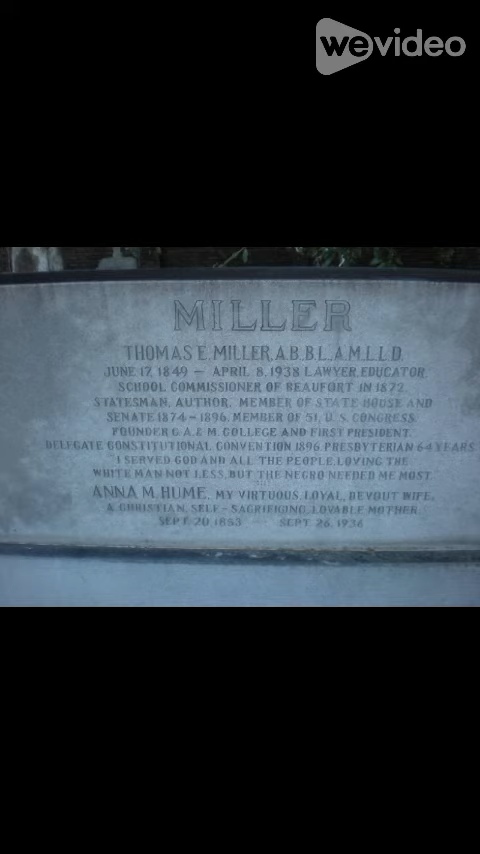 wevideo
MILLER
THOMAS E. MILLER, A.B. B.L., A.M. L.L.D.
JUNE 17, 1849 — APRIL 8, 1938 LAWYER, EDUCATOR,
SCHOOL COMMISSIONER OF BEAUFORT IN 1872,
STATESMAN, AUTHOR, MEMBER OF STATE HOUSE AND
SENATE 1874-1896, MEMBER OF 51, U. S. CONGRESS
FOUNDER C. A. & M. COLLEGE AND FIRST PRESIDENT.
DELEGATE CONSTITUTIONAL CONVENTION 1896, PRESBYTERIAN 64 YEARS
I SERVED GOD AND ALL THE PEOPLE, LOVING THE
WHITE MAN NOT LESS, BUT THE NEGRO NEEDED ME MOST.
ANNA M. HUME, MY VIRTUOUS, LOYAL, DEVOUT WIFE,
A CHRISTIAN, SELF-SACRIFICING, LOVABLE MOTHER,
SEPT. 20 1853 SEPT. 26, 1936